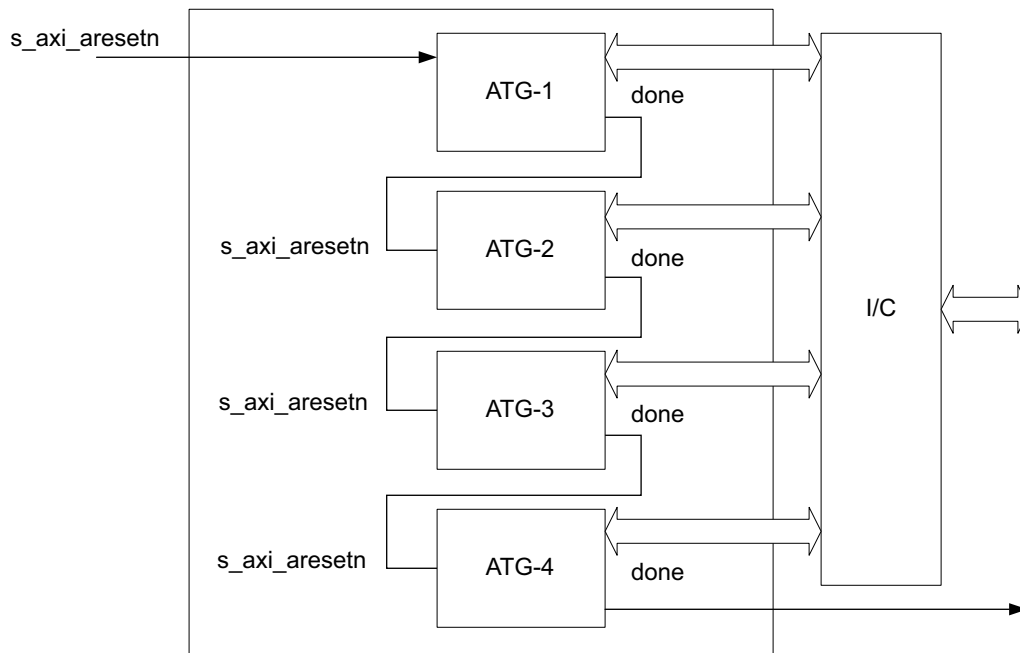 s_axi_aresetn
ATG-1
done
s_axi_aresetn
ATG-2
done
I/C
s_axi_aresetn
ATG-3
done
s_axi_aresetn
ATG-4
done